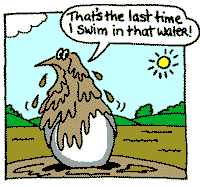 That's the last time
I swim in that water!